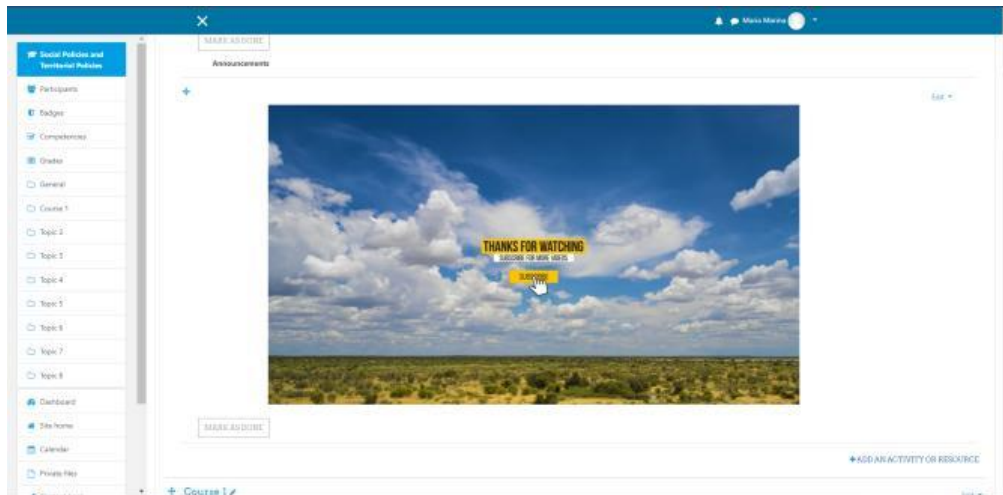 Maria Marina
Social Policies and
Territorial Policies
Participants
Badges
Competencies
Grades
General
Course 1
Topic 2
Topic 3
Topic 4
Topic 5
Topic 6
Topic 7
Topic 8
Dashboard
Site home
Calendar
Private files
MARK AS DONE
Announcements
Edit
THANKS FOR WATCHING
SUBSCRIBE FOR MORE VIDEOS
SUBSCRIBE
MARK AS DONE
+ADD AN ACTIVITY OR RESOURCE
Course 1